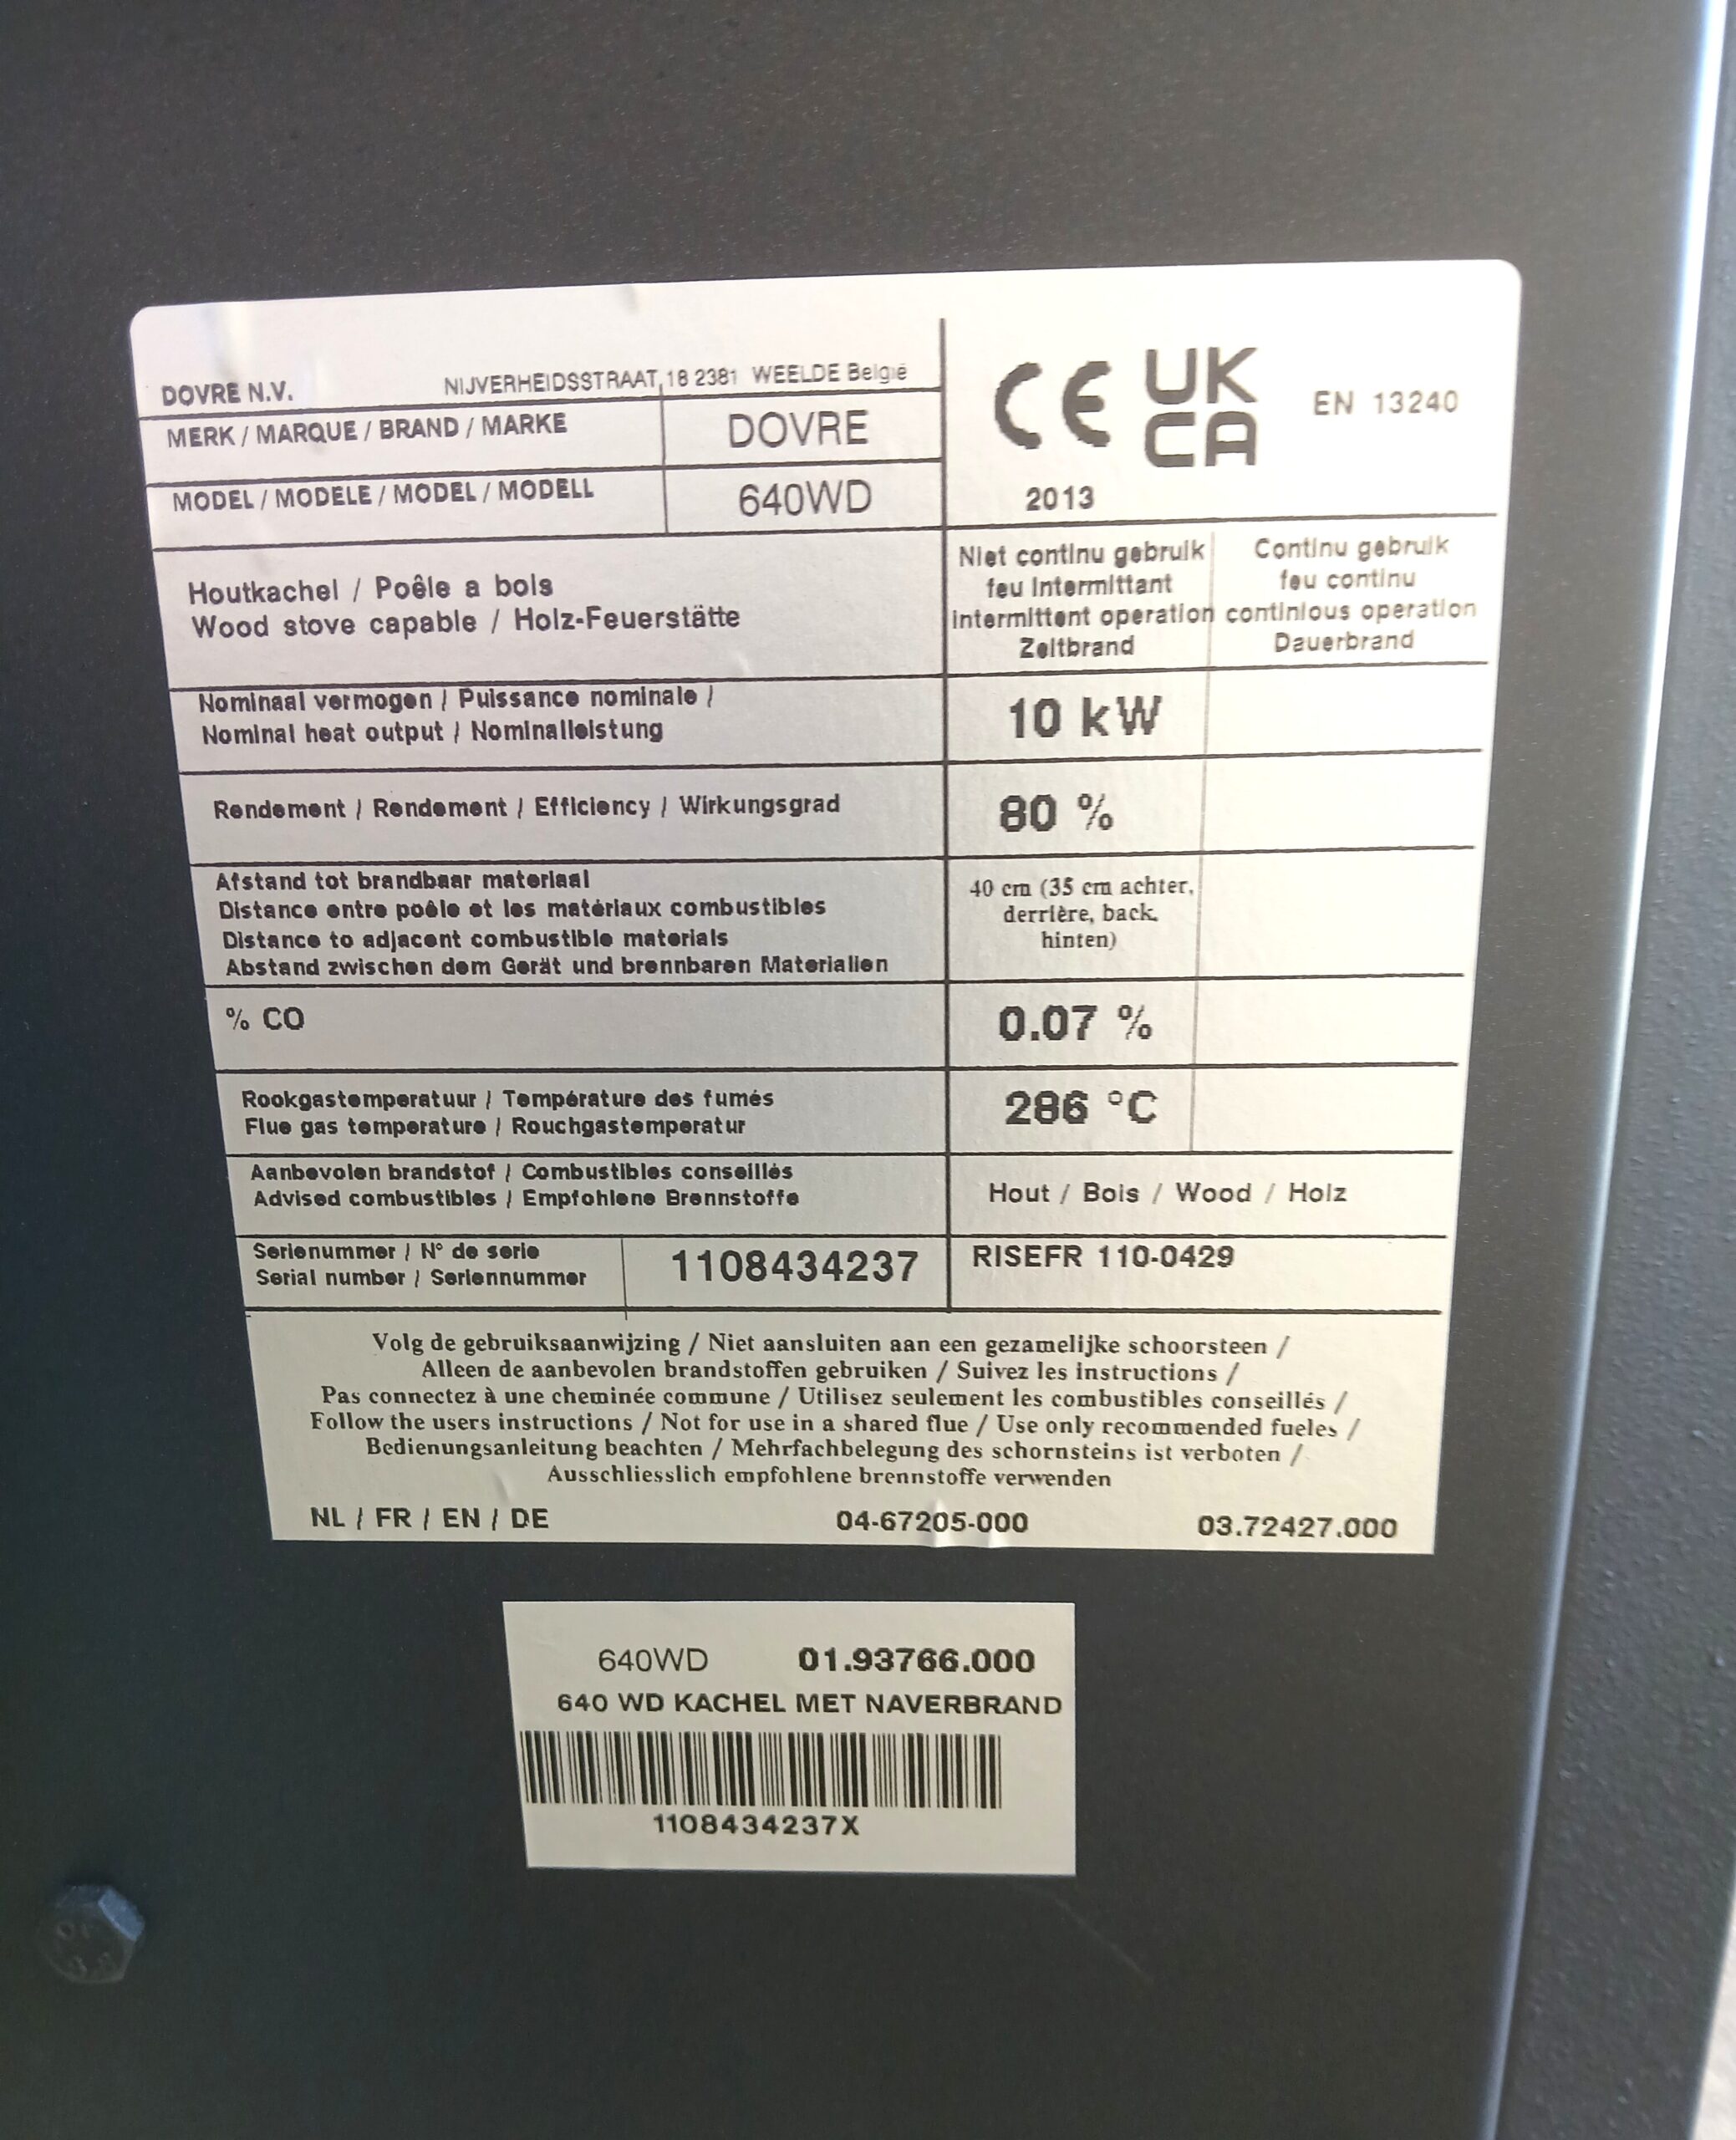 DOVRE N.V. NIJVERHEIDSSTRAAT 18 2381 WEELDE België
MERK / MARQUE / BRAND / MARKE DOVRE
MODEL / MODELE / MODEL / MODELL 640WD
CE UK CA EN 13240
2013
Houtkachel / Poêle a bois
Wood stove capable / Holz-Feuerstätte
Niet continu gebruik
feu intermittant
intermittent operation
Zeitbrand
Continu gebruik
feu continu
continious operation
Dauerbrand
Nominaal vermogen / Puissance nominale /
Nominal heat output / Nominalleistung
10 kW
Rendement / Rendement / Efficiency / Wirkungsgrad 80 %
Afstand tot brandbaar materiaal
Distance entre poêle et les matériaux combustibles
Distance to adjacent combustible materials
Abstand zwischen dem Gerät und brennbaren Materialien
40 cm (35 cm achter,
derrière, back,
hinten)
% CO 0.07 %
Rookgastemperatuur / Température des fumés
Flue gas temperature / Rouchgastemperatur
286 °C
Aanbevolen brandstof / Combustibles conseillés
Advised combustibles / Empfohlene Brennstoffe
Hout / Bois / Wood / Holz
Serienummer / N° de serie
Serial number / Seriennummer
1108434237
RISEFR 110-0429
Volg de gebruiksaanwijzing / Niet aansluiten aan een gezamelijke schoorsteen /
Alleen de aanbevolen brandstoffen gebruiken / Suivez les instructions /
Pas connectez à une cheminée commune / Utilisez seulement les combustibles conseillés /
Follow the users instructions / Not for use in a shared flue / Use only recommended fueles /
Bedienungsanleitung beachten / Mehrfachbelegung des schornsteins ist verboten /
Ausschliesslich empfohlene brennstoffe verwenden
NL / FR / EN / DE 04-67205-000 03.72427.000
640WD 01.93766.000
640 WD KACHEL MET NAVERBRAND
1108434237X